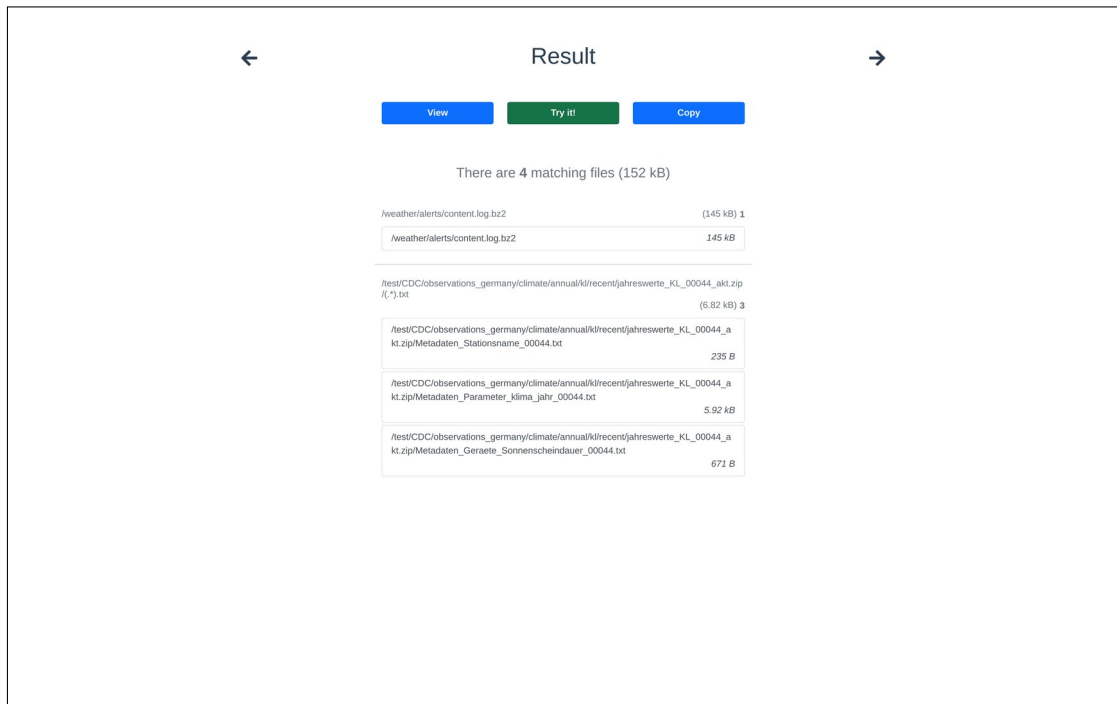 Result
View Try it! Copy
There are 4 matching files (152 kB)
/weather/alerts/content.log.bz2 (145 kB) 1
/weather/alerts/content.log.bz2 145 kB
/test/CDC/observations_germany/climate/annual/kl/recent/jahreswerte_KL_00044_akt.zip
/(.*).txt
(6.82 kB) 3
/test/CDC/observations_germany/climate/annual/kl/recent/jahreswerte_KL_00044_a
kt.zip/Metadaten_Stationsname_00044.txt
235 B
/test/CDC/observations_germany/climate/annual/kl/recent/jahreswerte_KL_00044_a
kt.zip/Metadaten_Parameter_klima_jahr_00044.txt
5.92 kB
/test/CDC/observations_germany/climate/annual/kl/recent/jahreswerte_KL_00044_a
kt.zip/Metadaten_Geraete_Sonnenscheindauer_00044.txt
671 B